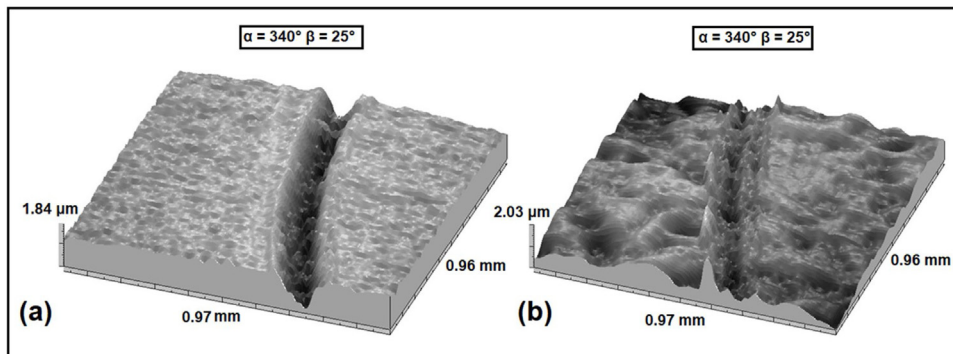 α = 340° β = 25°
1.84 µm
0.96 mm
0.97 mm
(a)
α = 340° β = 25°
2.03 µm
0.96 mm
0.97 mm
(b)